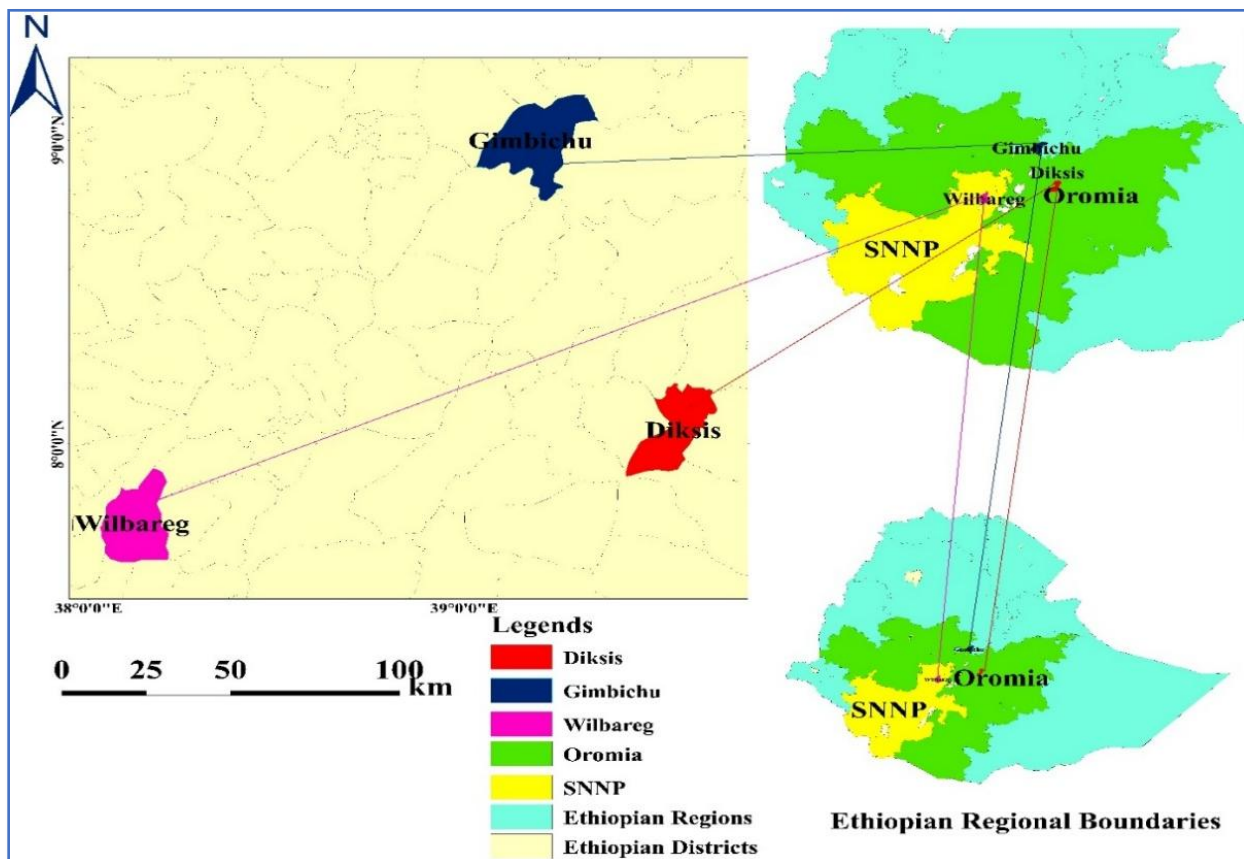 N
Gimbichu
Diksis
Wilbareg
9°0'0"N
8°0'0"N
38°0'0"E
39°0'0"E
0 25 50 100
km
Legends
Diksis
Gimbichu
Wilbareg
Oromia
SNNP
Ethiopian Regions
Ethiopian Districts
Gimbichu
Diksis
Wilbareg
Oromia
SNNP
Gimbichu
Oromia
SNNP
Ethiopian Regional Boundaries